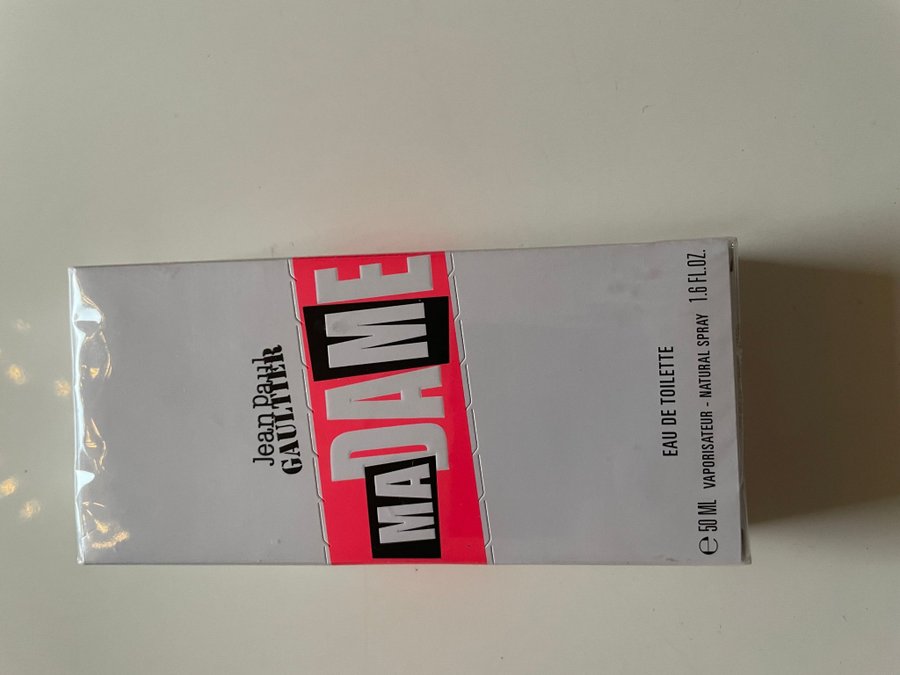 Jean Paul
GAULTIER
MADAME
EAU DE TOILETTE
℮ 50 ML VAPORISATEUR - NATURAL SPRAY 1.6 FL.OZ.